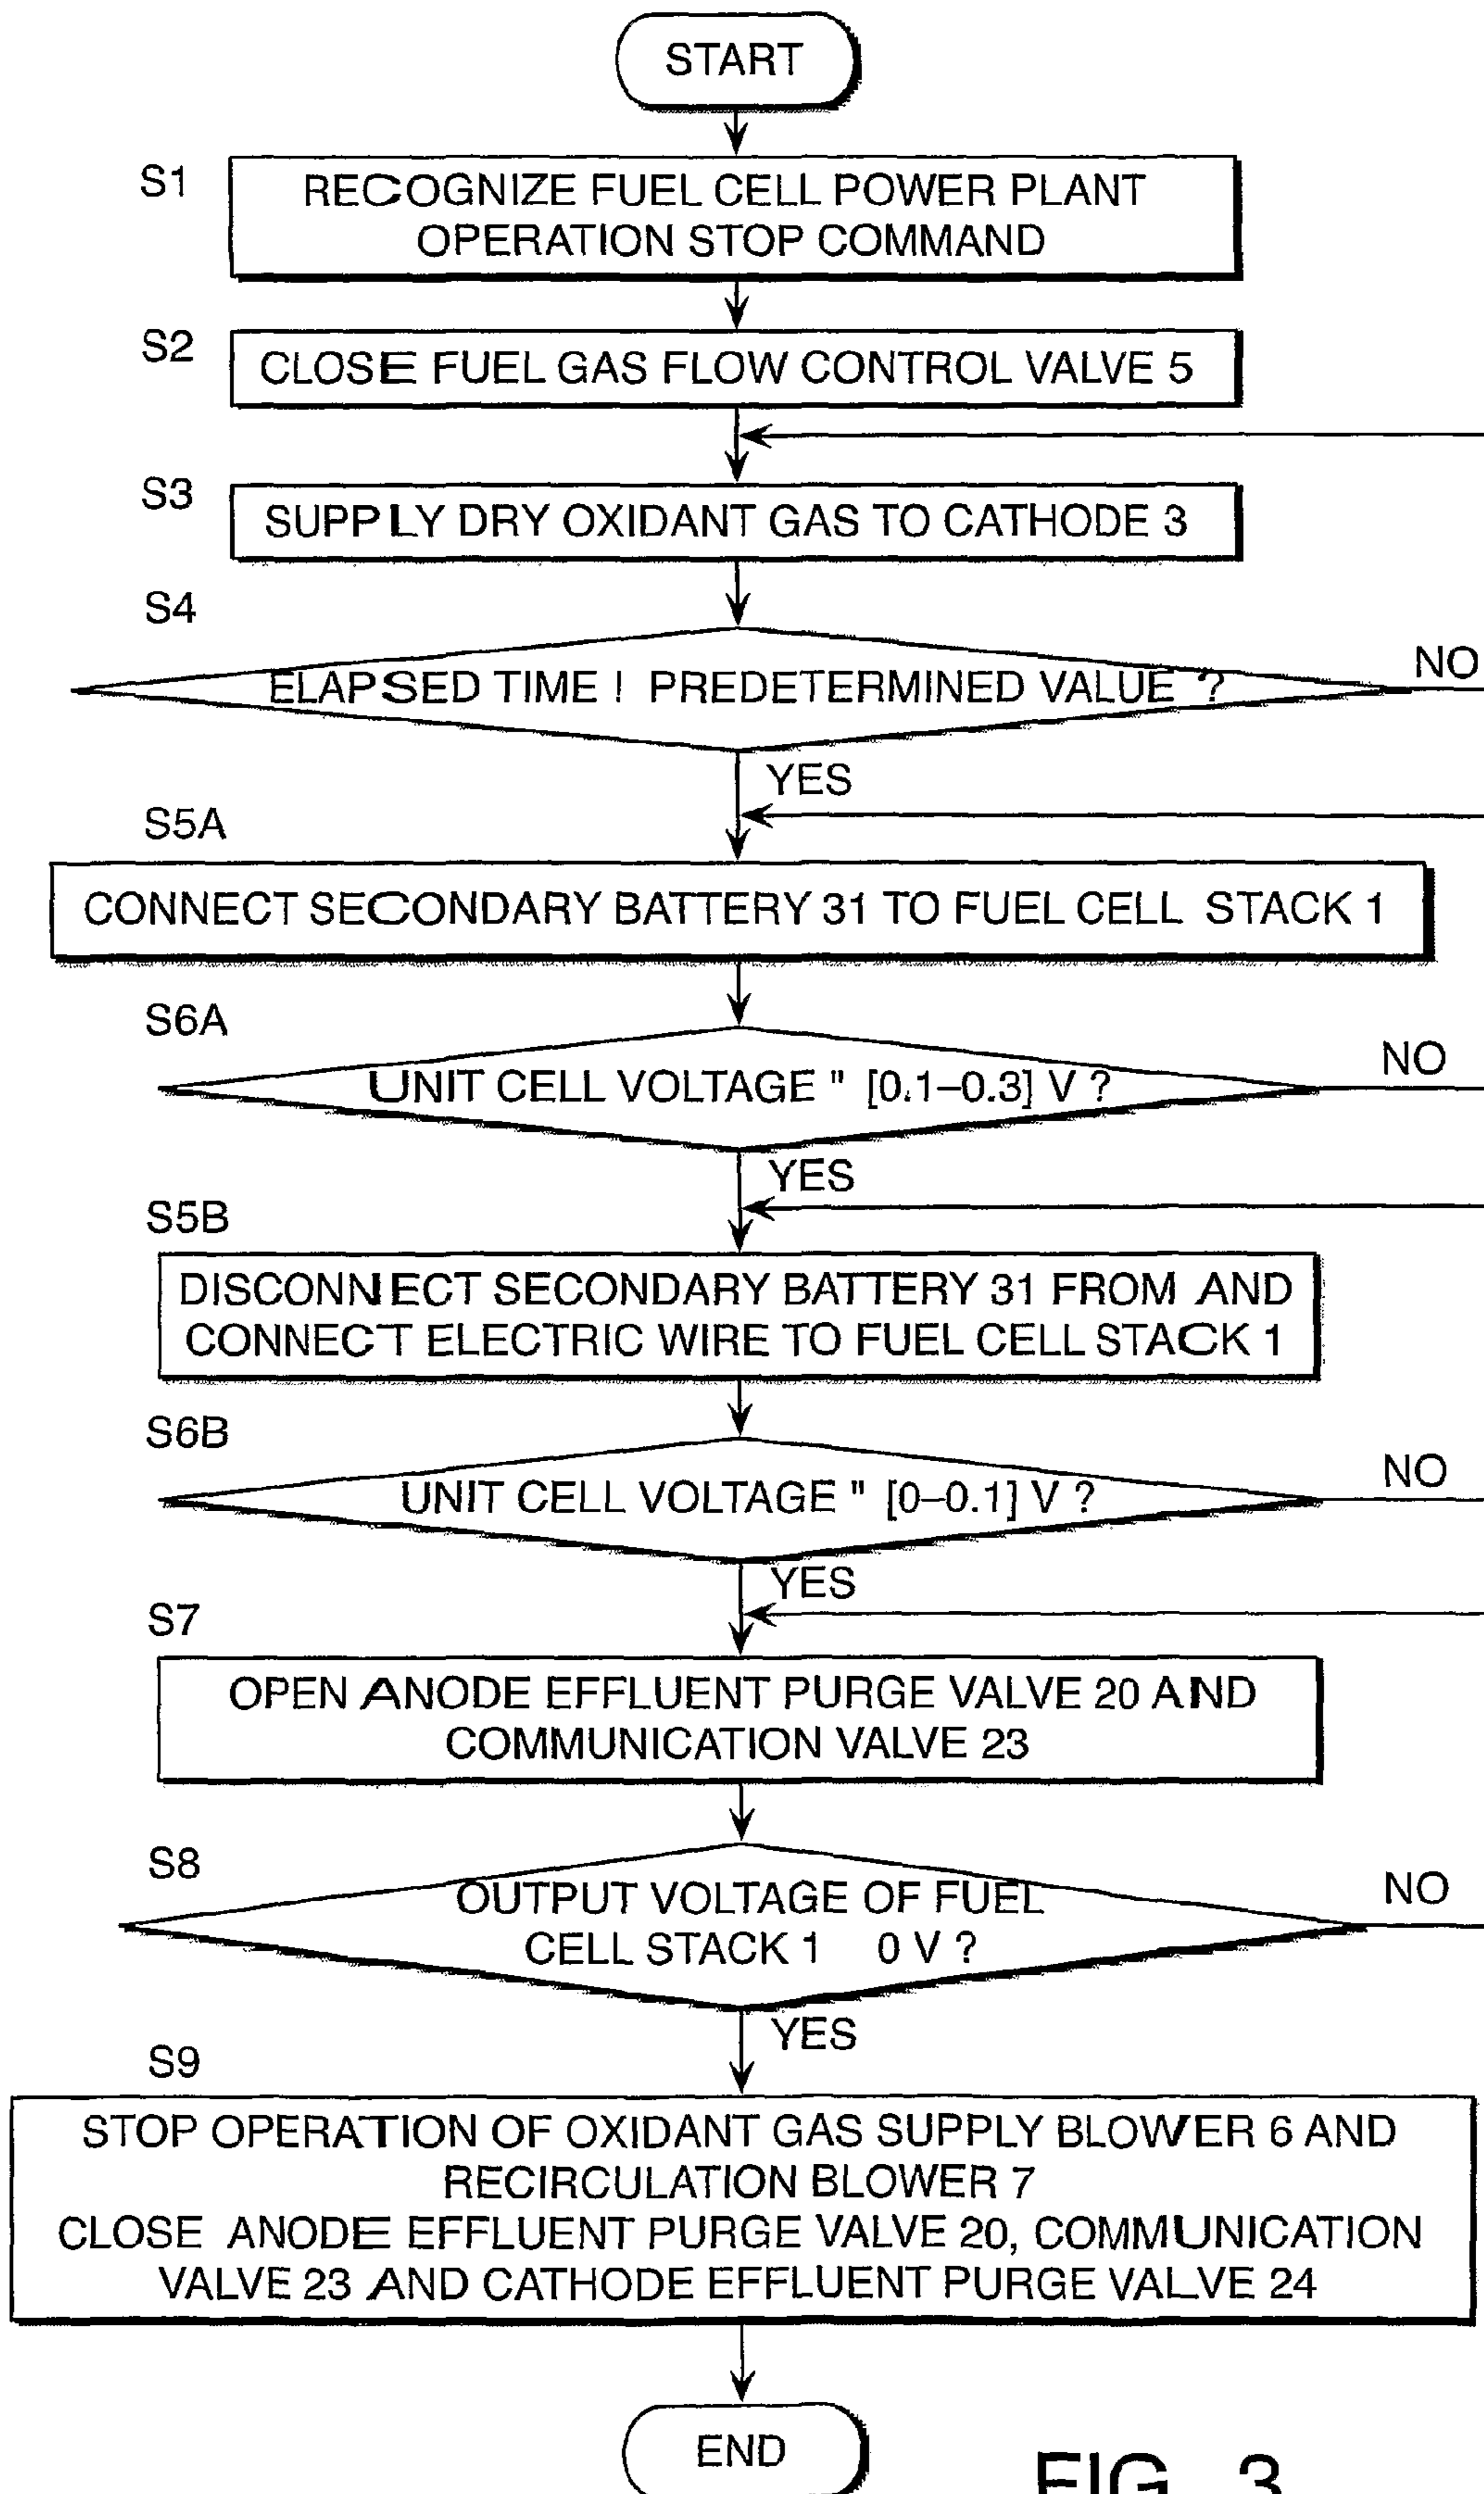 START
S1
RECOGNIZE FUEL CELL POWER PLANT
OPERATION STOP COMMAND
S2
CLOSE FUEL GAS FLOW CONTROL VALVE 5
S3
SUPPLY DRY OXIDANT GAS TO CATHODE 3
S4
ELAPSED TIME ! PREDETERMINED VALUE ?
NO
YES
S5A
CONNECT SECONDARY BATTERY 31 TO FUEL CELL STACK 1
S6A
UNIT CELL VOLTAGE " [0.1–0.3] V ?
NO
YES
S5B
DISCONNECT SECONDARY BATTERY 31 FROM AND
CONNECT ELECTRIC WIRE TO FUEL CELL STACK 1
S6B
UNIT CELL VOLTAGE " [0–0.1] V ?
NO
YES
S7
OPEN ANODE EFFLUENT PURGE VALVE 20 AND
COMMUNICATION VALVE 23
S8
OUTPUT VOLTAGE OF FUEL
CELL STACK 1 0 V ?
NO
YES
S9
STOP OPERATION OF OXIDANT GAS SUPPLY BLOWER 6 AND
RECIRCULATION BLOWER 7
CLOSE ANODE EFFLUENT PURGE VALVE 20, COMMUNICATION
VALVE 23 AND CATHODE EFFLUENT PURGE VALVE 24
END
FIG. 3